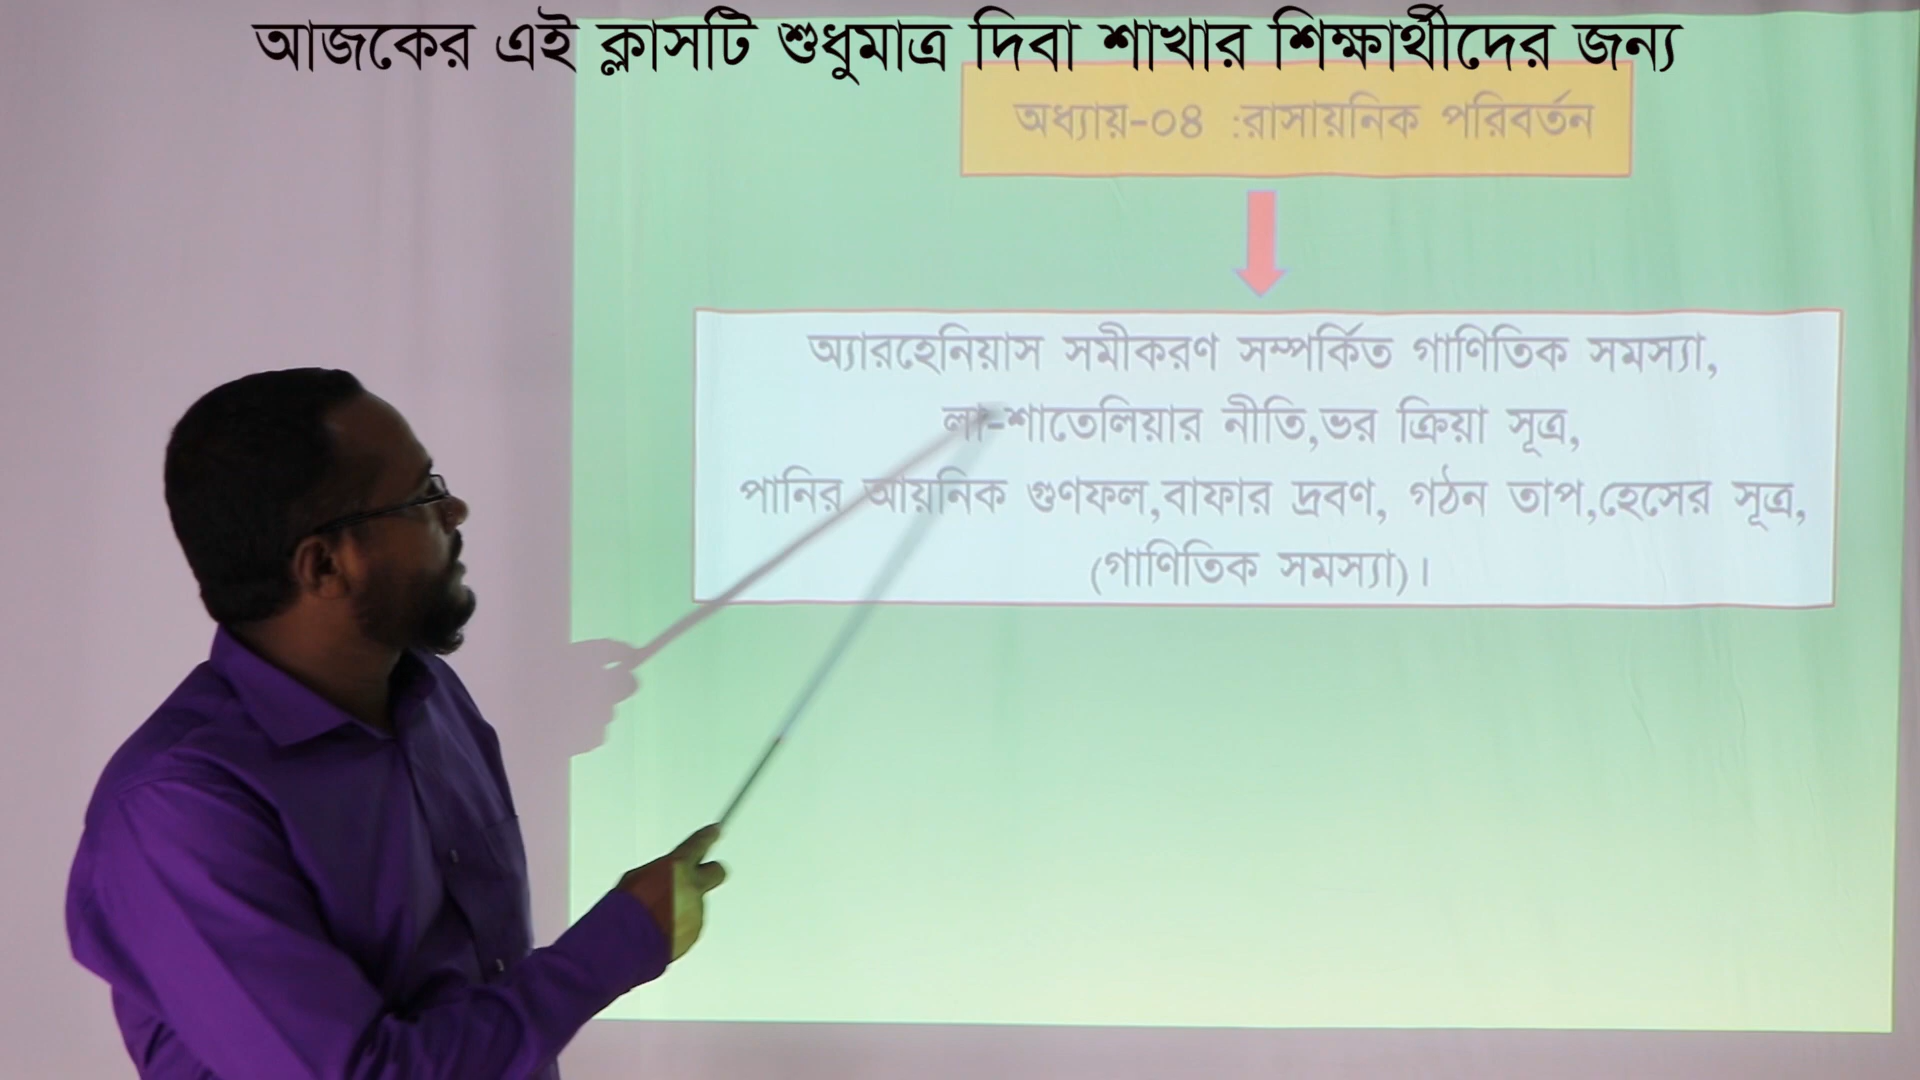 আজকের এই ক্লাসটি শুধুমাত্র দিবা শাখার শিক্ষার্থীদের জন্য
অধ্যায়-০৪ :রাসায়নিক পরিবর্তন
অ্যারহেনিয়াস সমীকরণ সম্পর্কিত গাণিতিক সমস্যা,
লা-শাতেলিয়ার নীতি,ভর ক্রিয়া সূত্র,
পানির আয়নিক গুণফল,বাফার দ্রবণ, গঠন তাপ,হেসের সূত্র,
(গাণিতিক সমস্যা)।